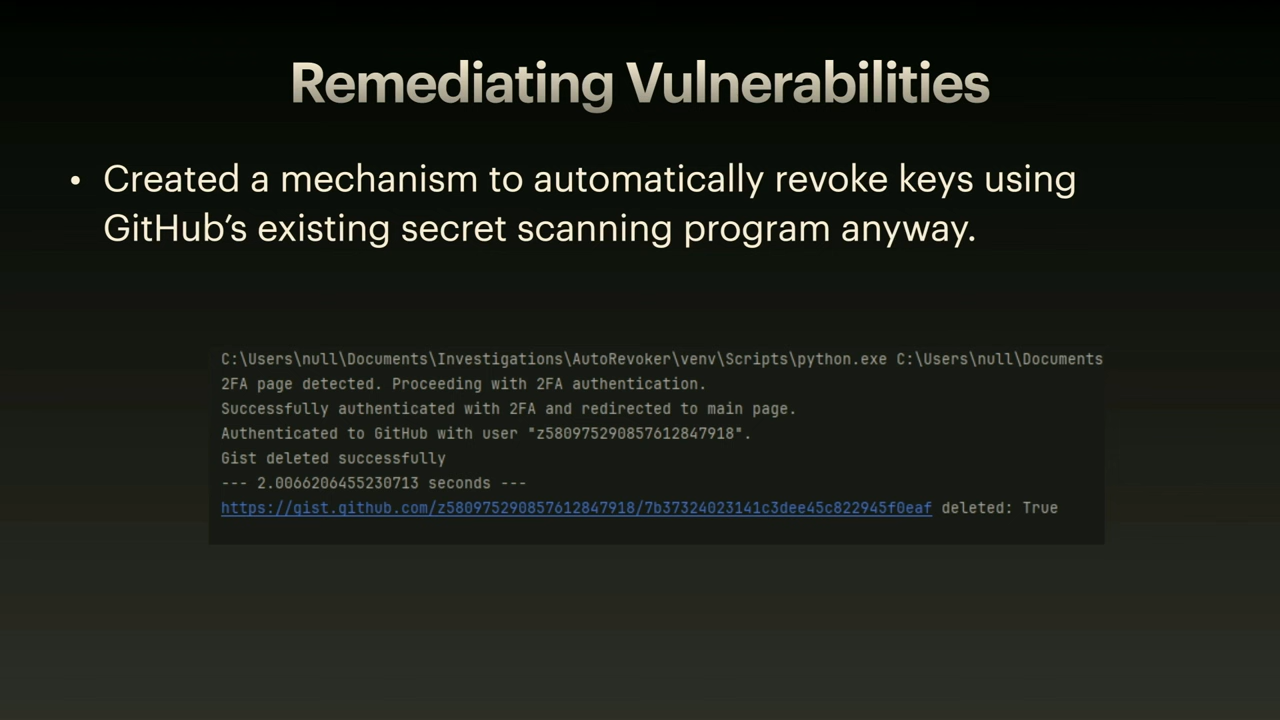 Remediating Vulnerabilities
• Created a mechanism to automatically revoke keys using
GitHub’s existing secret scanning program anyway.
C:\Users\null\Documents\Investigations\AutoRevoker\venv\Scripts\python.exe C:\Users\null\Documents
2FA page detected. Proceeding with 2FA authentication.
Successfully authenticated with 2FA and redirected to main page.
Authenticated to GitHub with user "z580975290857612847918".
Gist deleted successfully
--- 2.0066206455230713 seconds ---
https://gist.github.com/z580975290857612847918/7b37324023141c3dee45c822945f0eaf deleted: True